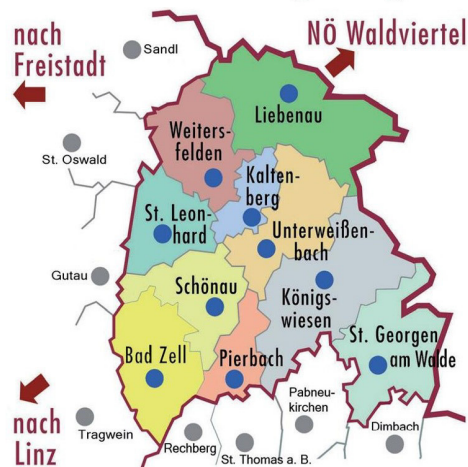 nach
Freistadt
Sandl
NÖ Waldviertel
Liebenau
Weiters-
felden
St. Oswald
Kalten-
berg
St. Leon-
hard
Unterweißen-
bach
Gutau
Schönau
Königs-
wiesen
St. Georgen
am Walde
Bad Zell
Pierbach
nach
Linz
Tragwein
Rechberg
St. Thomas a. B.
Pabneu-
kirchen
Dimbach